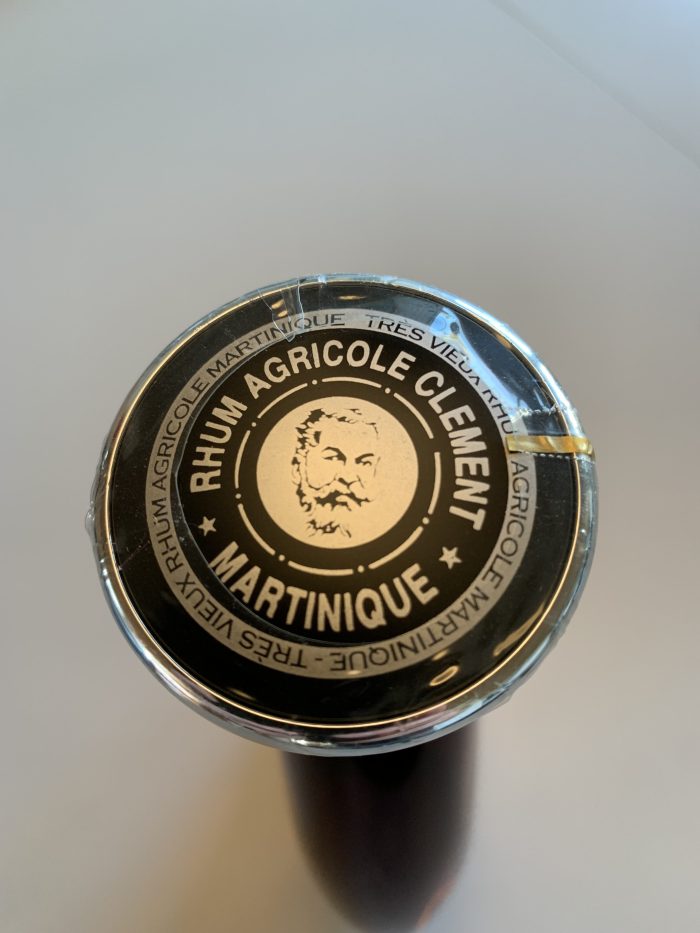 RHUM AGRICOLE CLEMENT
★ MARTINIQUE ★
TRÈS VIEUX RHUM AGRICOLE MARTINIQUE - TRÈS VIEUX RHUM AGRICOLE MARTINIQUE